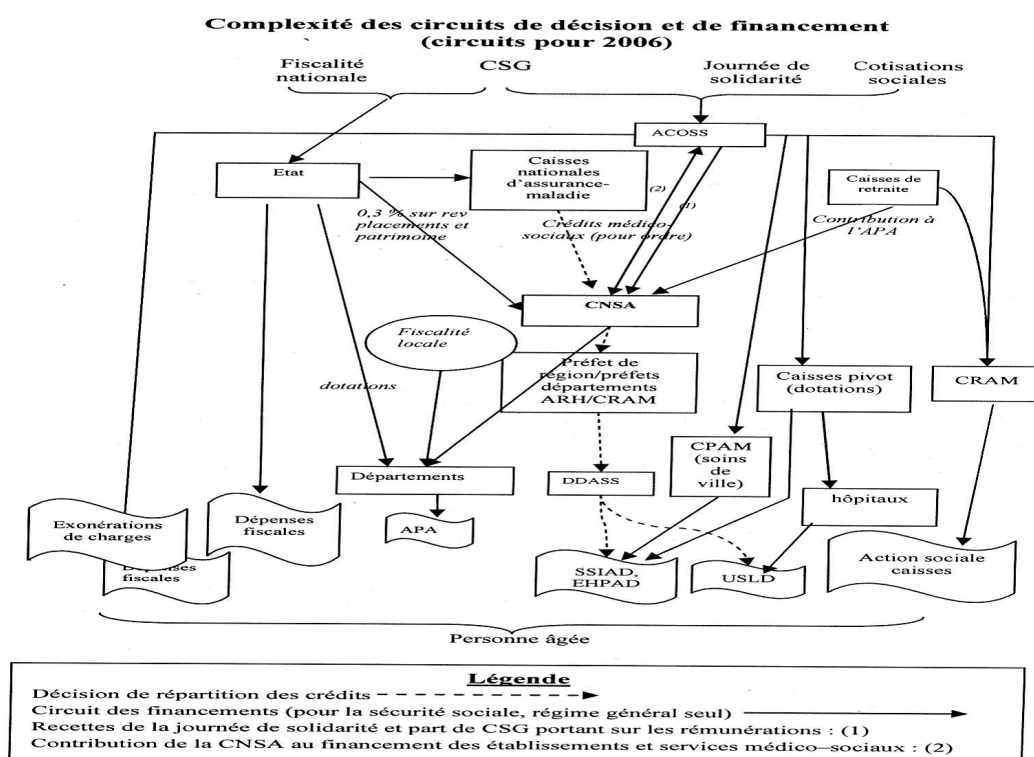 Complexité des circuits de décision et de financement
(circuits pour 2006)
Fiscalité
nationale
CSG
Journée de
solidarité
Cotisations
sociales
ACOSS
Etat
Caisses
nationales
d'assurance-
maladie
(2)
(1)
Caisses de
retraite
0,3 % sur rev
placements et
patrimoine
Crédits médico-
sociaux (pour ordre)
Contribution à
l'APA
CNSA
Fiscalité
locale
dotations
Préfet de
région/préfets
départements
ARH/CRAM
Caisses pivot
(dotations)
CRAM
CPAM
(soins
de
ville)
Départements
DDASS
hôpitaux
Exonérations
de charges
Dépenses
fiscales
Dépenses
fiscales
APA
SSIAD,
EHPAD
USLD
Action sociale
caisses
Personne âgée
Légende
Décision de répartition des crédits
Circuit des financements (pour la sécurité sociale, régime général seul)
Recettes de la journée de solidarité et part de CSG portant sur les rémunérations : (1)
Contribution de la CNSA au financement des établissements et services médico–sociaux : (2)